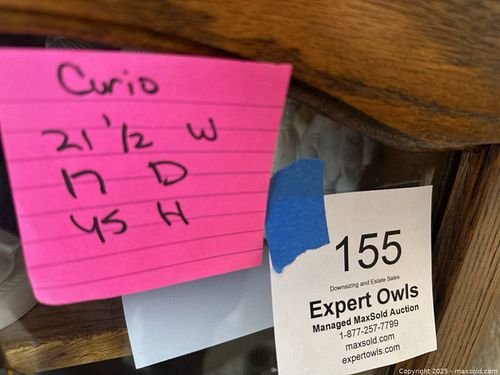 Curio
21 1/2 W
17 D
45 H
155
Downsizing and Estate Sales
Expert Owls
Managed MaxSold Auction
1-877-257-7799
maxsold.com
expertowls.com
Copyright 2025 - maxsold.com